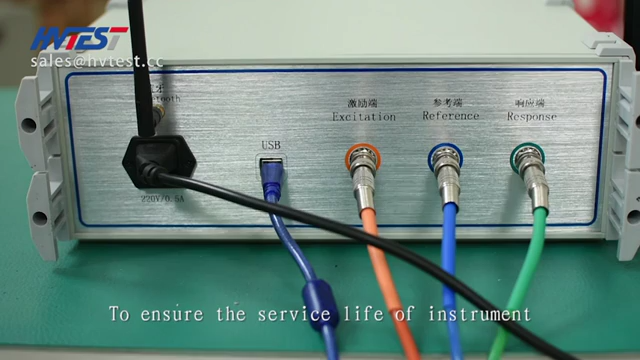 HVTEST
sales@hvtest.cc
激励端
Excitation
参考端
Reference
响应端
Response
USB
220V/0.5A
To ensure the service life of instrument